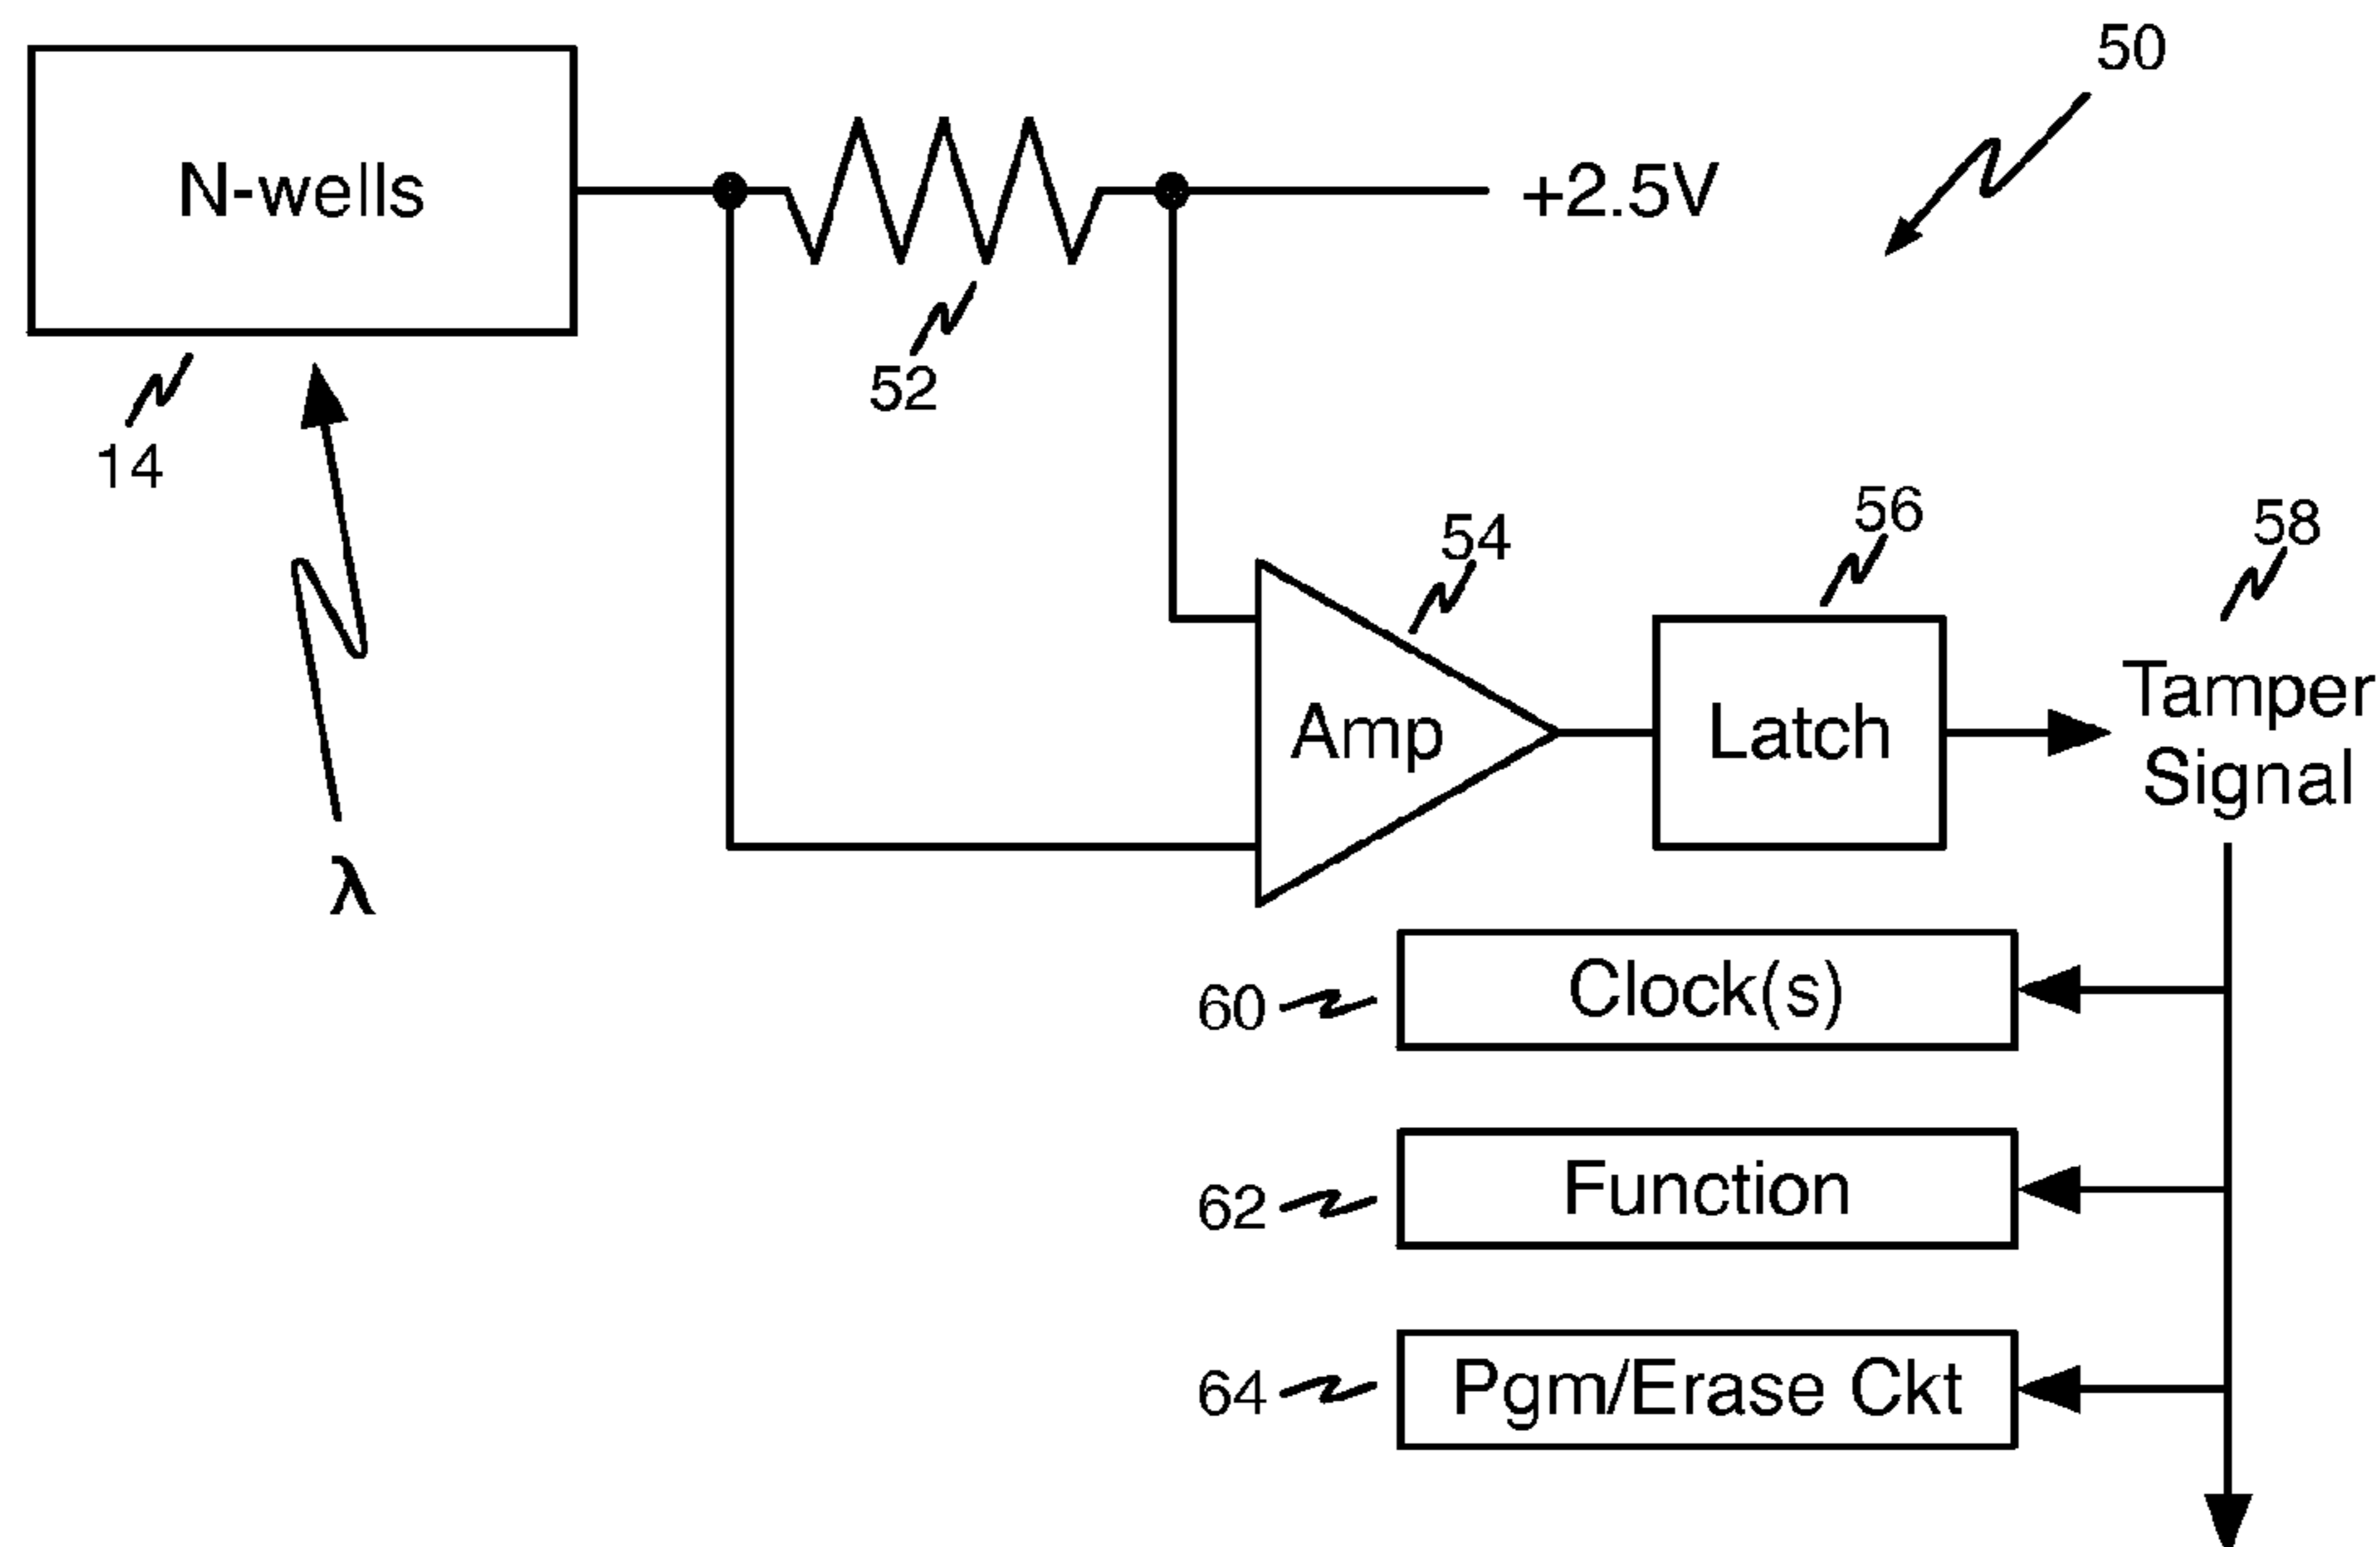 50
N-wells
+2.5V
52
14
54
56
58
Tamper
Signal
Amp
Latch
λ
60
Clock(s)
62
Function
64
Pgm/Erase Ckt